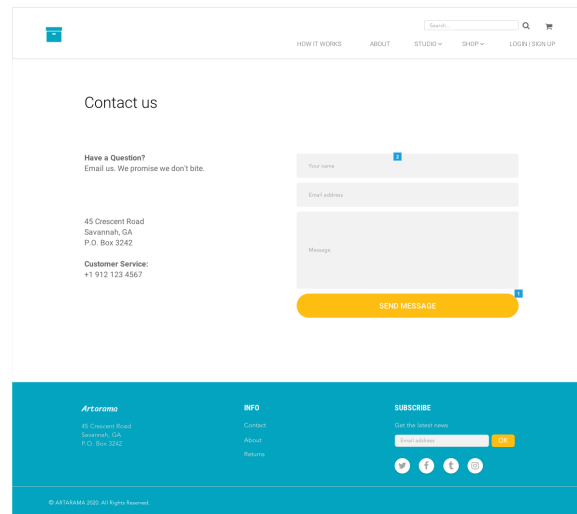 Search...
HOW IT WORKS
ABOUT
STUDIO
SHOP
LOGIN | SIGN UP
Contact us
Have a Question?
Email us. We promise we don't bite.
45 Crescent Road
Savannah, GA
P.O. Box 3242
Customer Service:
+1 912 123 4567
2
Your name
Email address
Message
1
SEND MESSAGE
Artorama
45 Crescent Road
Savannah, GA
P.O. Box 3242
INFO
Contact
About
Returns
SUBSCRIBE
Get the latest news
Email address
OK
© ARTARAMA 2020. All Rights Reserved.